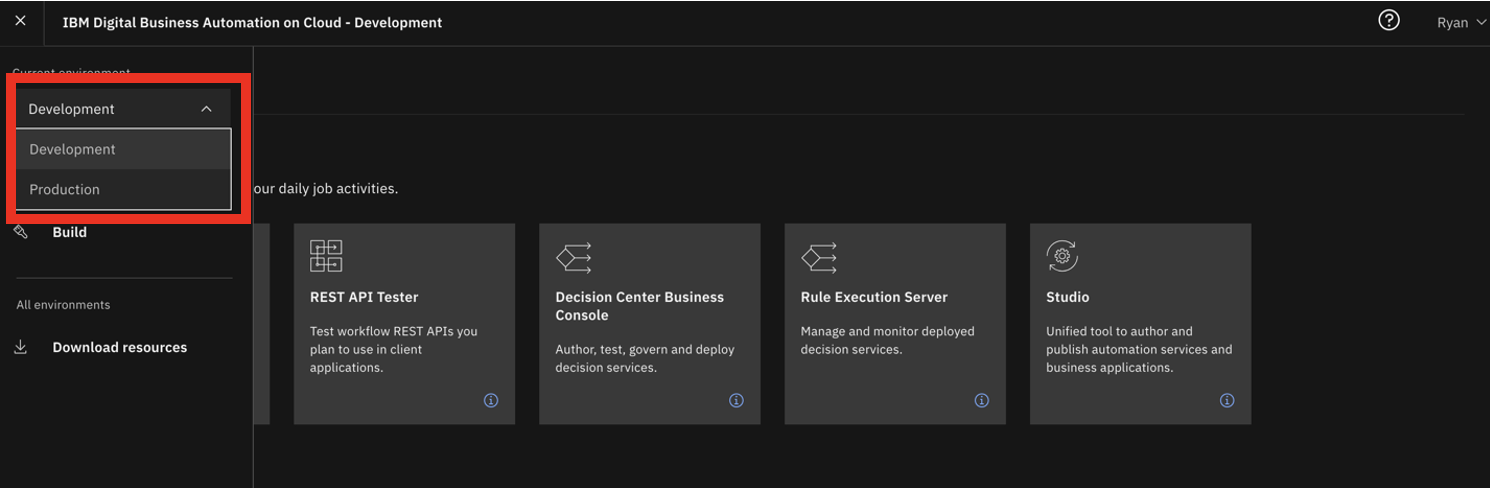 IBM Digital Business Automation on Cloud - Development
Ryan
Current environment
Development
Development
Production
our daily job activities.
Build
All environments
Download resources
REST API Tester
Test workflow REST APIs you
plan to use in client
applications.
Decision Center Business
Console
Author, test, govern and deploy
decision services.
Rule Execution Server
Manage and monitor deployed
decision services.
Studio
Unified tool to author and
publish automation services and
business applications.